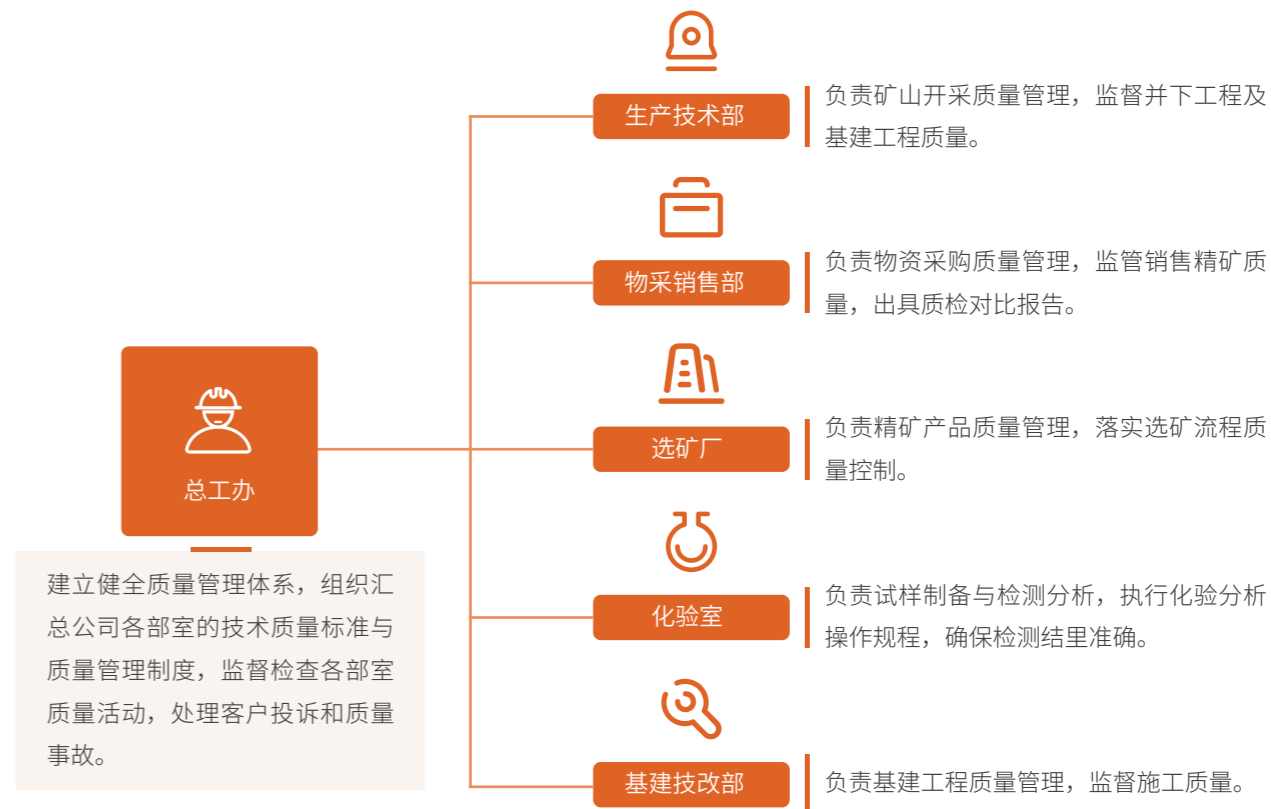 生产技术部
负责矿山开采质量管理，监督并下工程及
基建工程质量。
物采销售部
负责物资采购质量管理，监管销售精矿质
量，出具质检对比报告。
选矿厂
负责精矿产品质量管理，落实选矿流程质
量控制。
总工办
建立健全质量管理体系，组织汇
总公司各部室的技术质量标准与
质量管理制度，监督检查各部室
质量活动，处理客户投诉和质量
事故。
化验室
负责试样制备与检测分析，执行化验分析
操作规程，确保检测结里准确。
基建技改部
负责基建工程质量管理，监督施工质量。